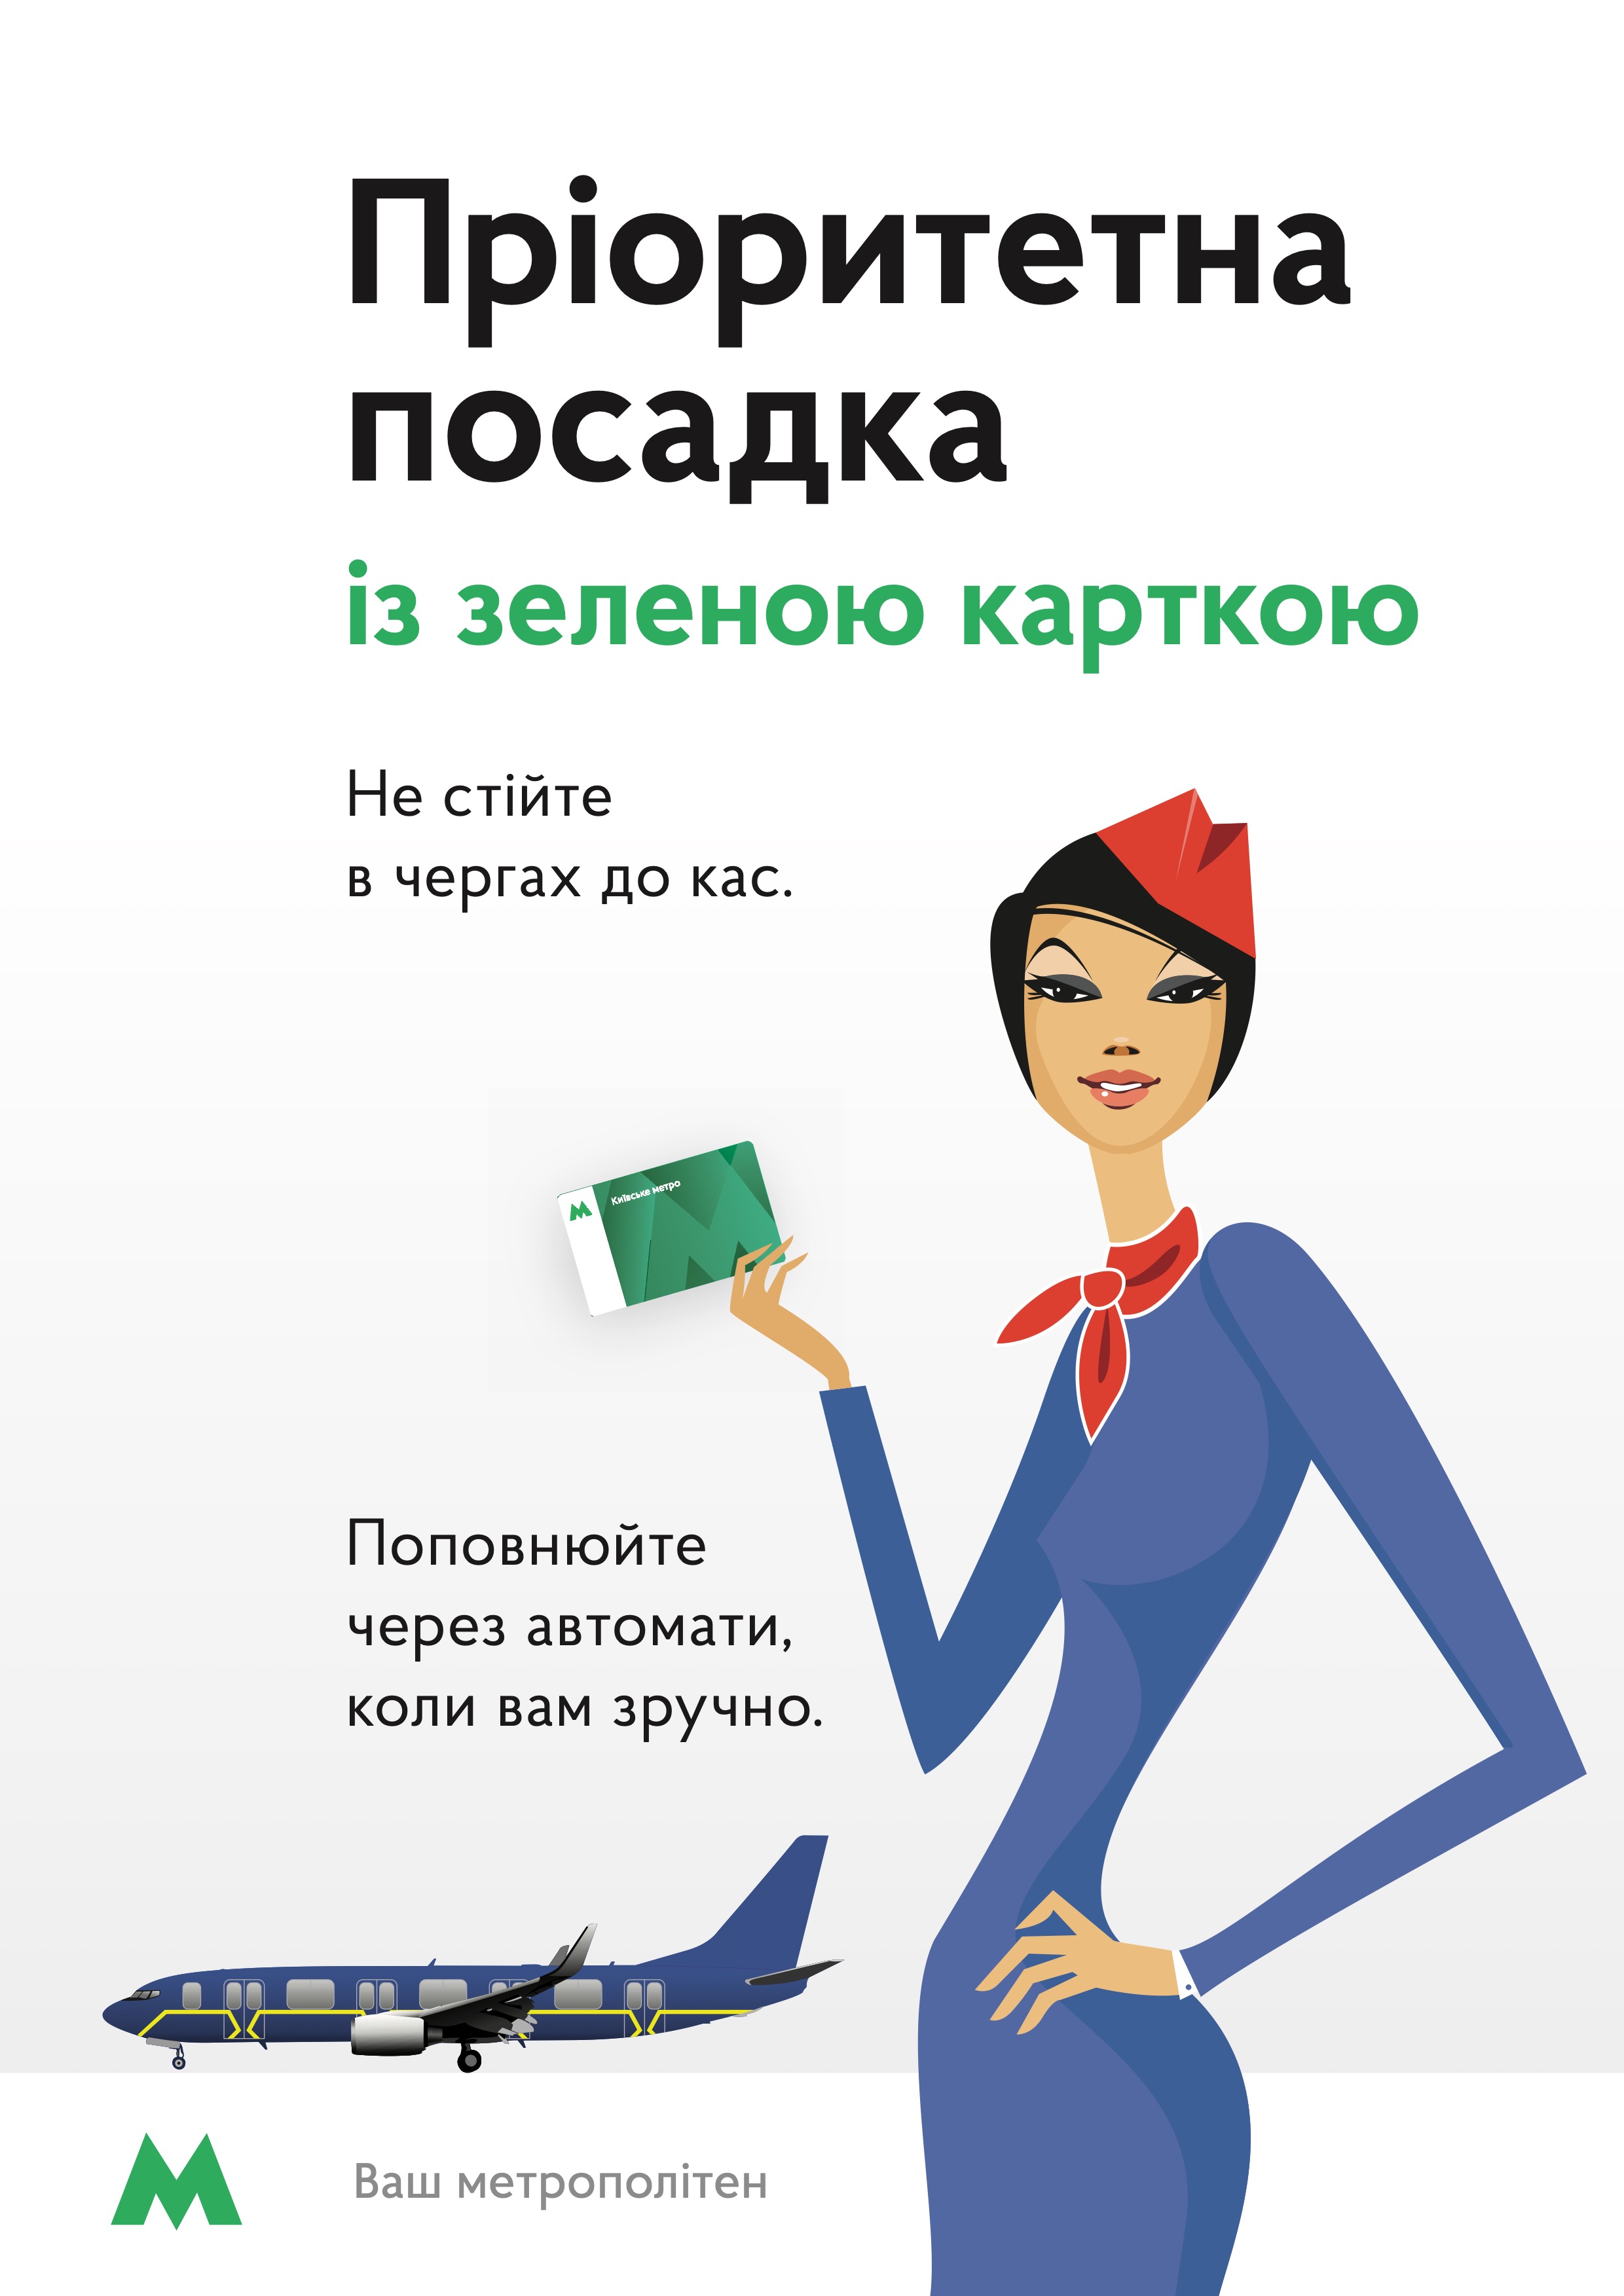 Пріоритетна
посадка
із зеленою карткою
Не стійте
в чергах до кас.
Київське метро
Поповнюйте
через автомати,
коли вам зручно.
Ваш метрополітен